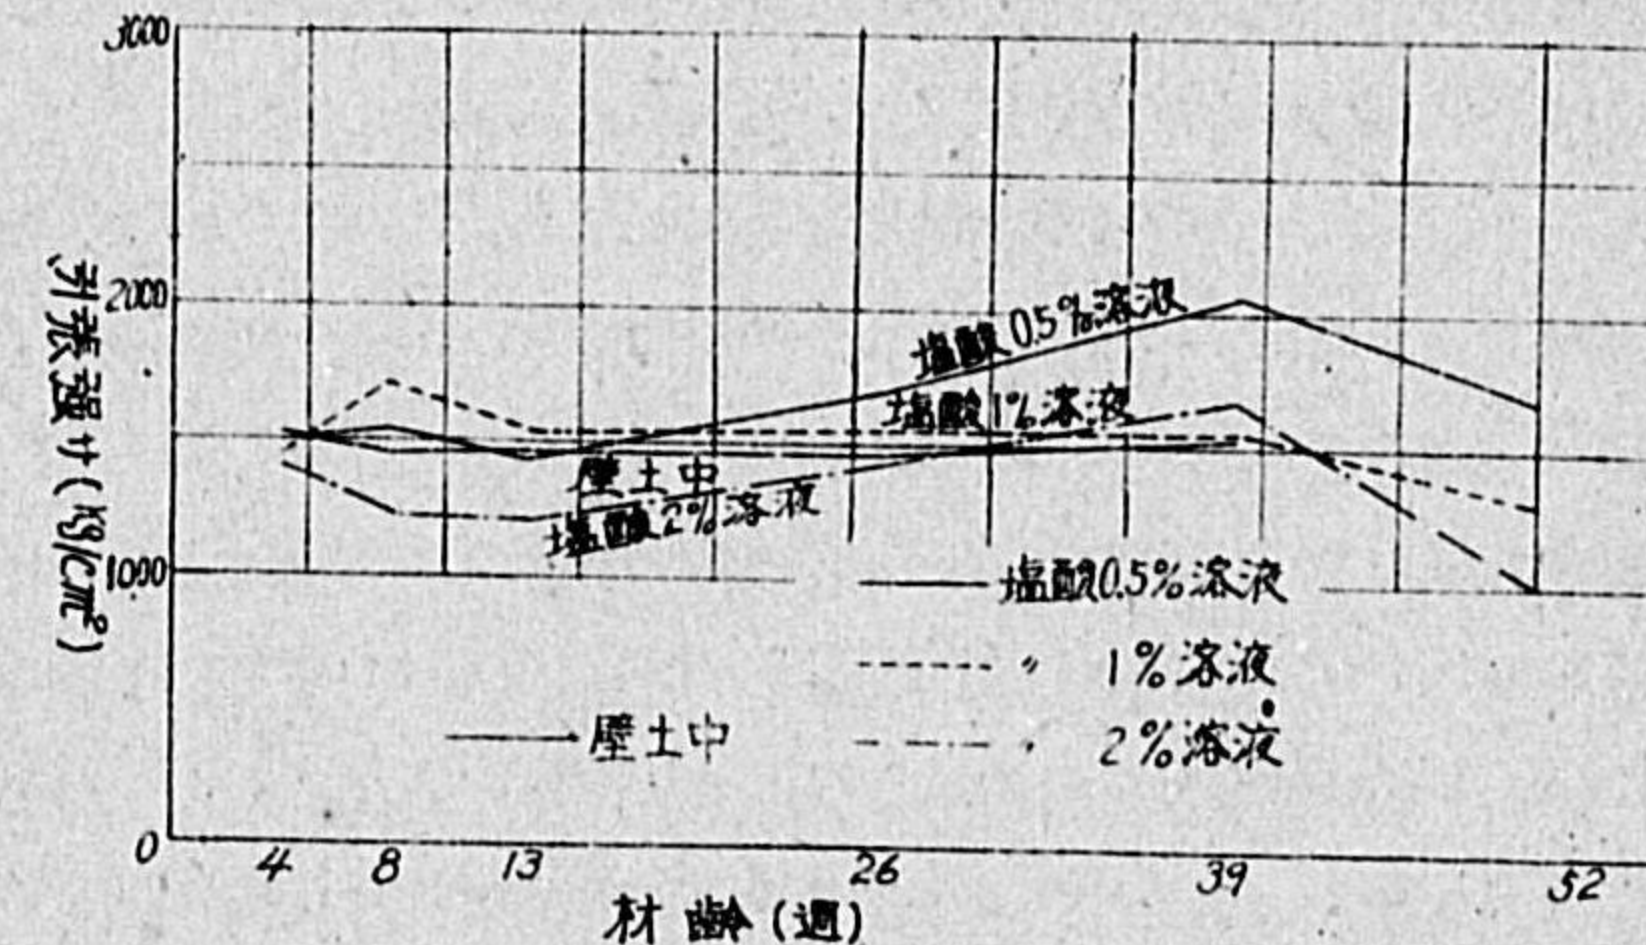 3000
2000
1000
0
引張强サ(kg/cm²)
塩酸0.5%溶液
塩酸1%溶液
壁土中
塩酸2%溶液
塩酸0.5%溶液
〃 1%溶液
壁土中
〃 2%溶液
4 8 13 26 39 52
材齢(週)